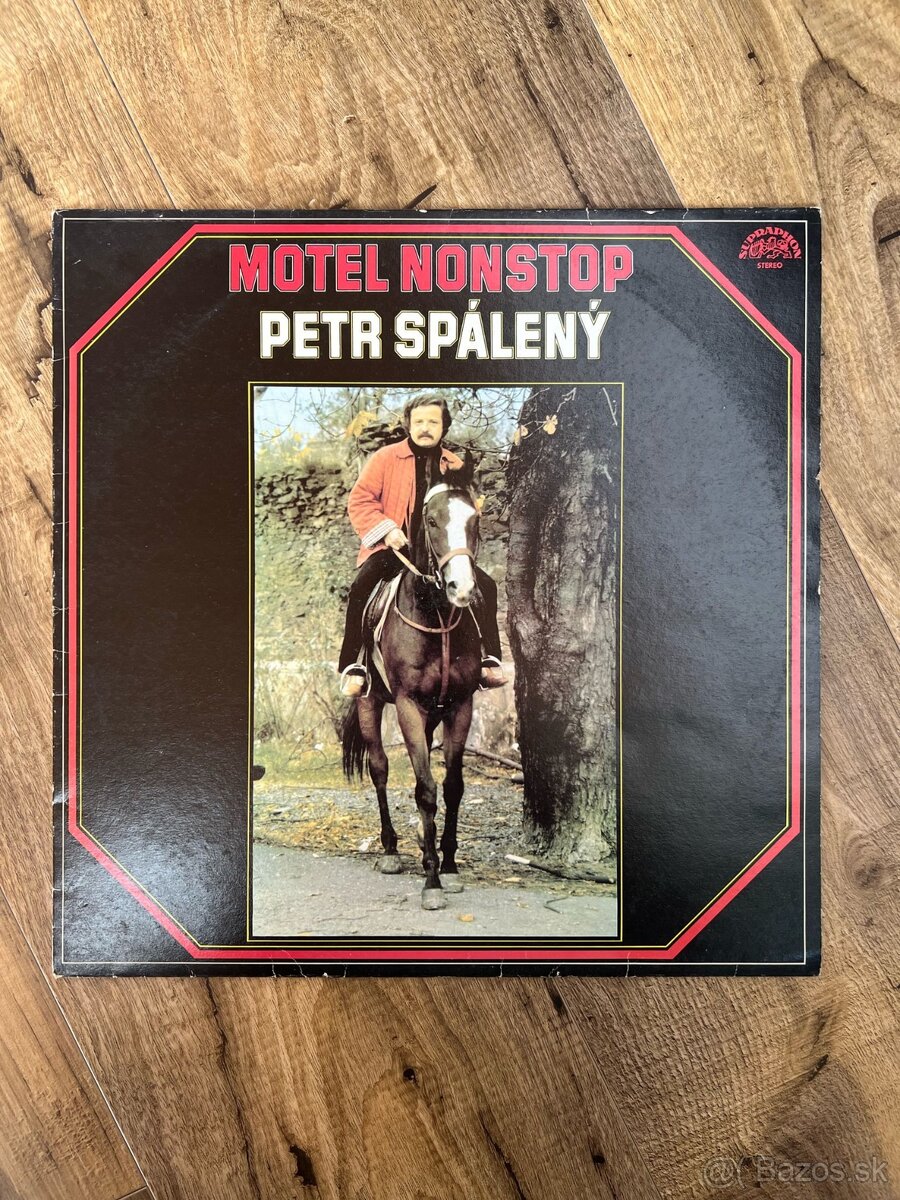 MOTEL NONSTOP
SUPRAPHON
STEREO
PETR SPÁLENÝ
@ Bazos.sk